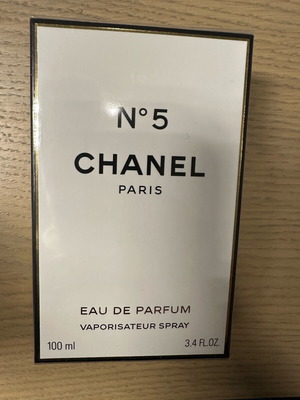 N°5
CHANEL
PARIS
EAU DE PARFUM
VAPORISATEUR SPRAY
100 ml 3.4 FL.OZ.